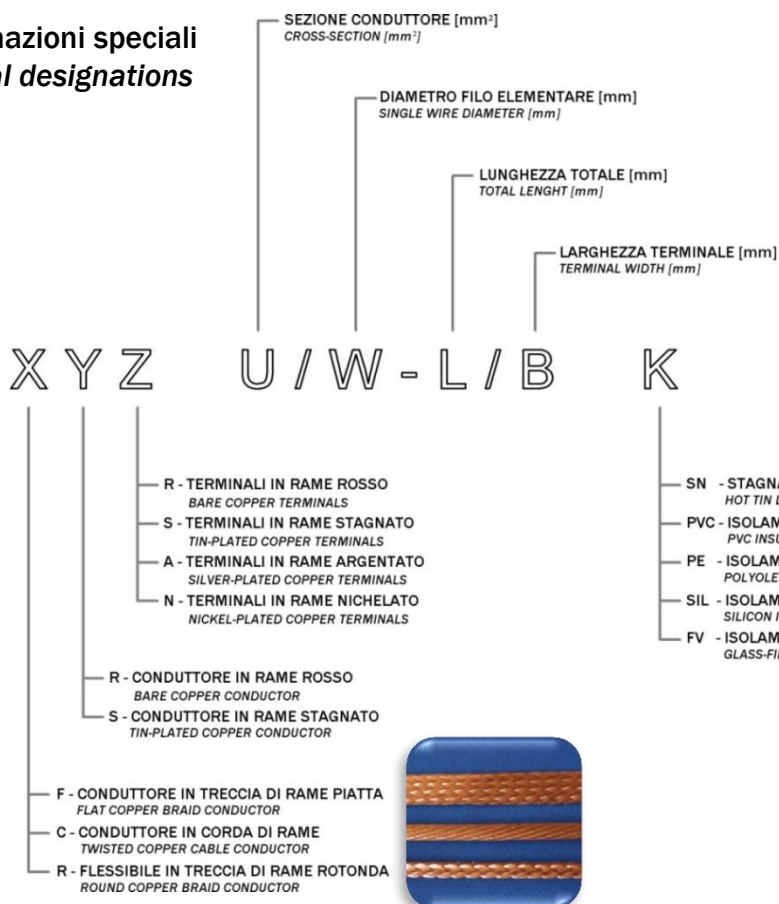 nazioni speciali
al designations
SEZIONE CONDUTTORE [mm²]
CROSS-SECTION [mm²]
DIAMETRO FILO ELEMENTARE [mm]
SINGLE WIRE DIAMETER [mm]
LUNGHEZZA TOTALE [mm]
TOTAL LENGHT [mm]
LARGHEZZA TERMINALE [mm]
TERMINAL WIDTH [mm]
X Y Z U / W - L / B K
R - TERMINALI IN RAME ROSSO
BARE COPPER TERMINALS
S - TERMINALI IN RAME STAGNATO
TIN-PLATED COPPER TERMINALS
A - TERMINALI IN RAME ARGENTATO
SILVER-PLATED COPPER TERMINALS
N - TERMINALI IN RAME NICHELATO
NICKEL-PLATED COPPER TERMINALS
R - CONDUTTORE IN RAME ROSSO
BARE COPPER CONDUCTOR
S - CONDUTTORE IN RAME STAGNATO
TIN-PLATED COPPER CONDUCTOR
F - CONDUTTORE IN TRECCIA DI RAME PIATTA
FLAT COPPER BRAID CONDUCTOR
C - CONDUTTORE IN CORDA DI RAME
TWISTED COPPER CABLE CONDUCTOR
R - FLESSIBILE IN TRECCIA DI RAME ROTONDA
ROUND COPPER BRAID CONDUCTOR
SN - STAGNA
HOT TIN
PVC - ISOLAM
PVC INSU
PE - ISOLAM
POLYOLE
SIL - ISOLAM
SILICON
FV - ISOLAM
GLASS-FI